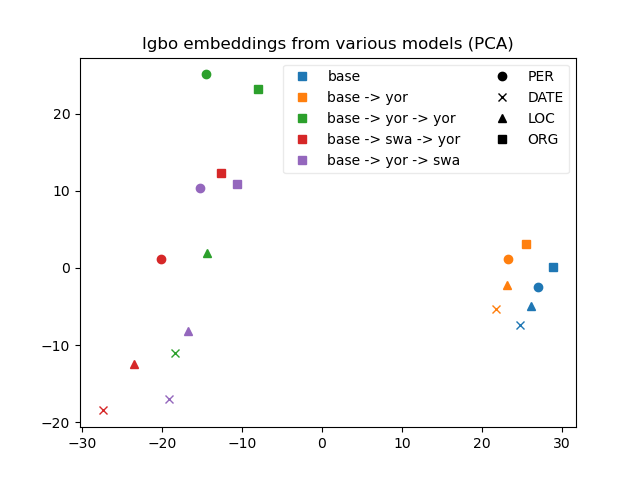 Igbo embeddings from various models (PCA)
base
base -> yor
base -> yor -> yor
base -> swa -> yor
base -> yor -> swa
PER
DATE
LOC
ORG
20
10
0
−10
−20
−30
−20
−10
0
10
20
30